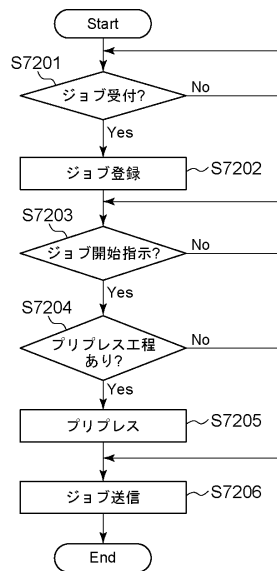 Start
S7201
ジョブ受付?
No
Yes
ジョブ登録
S7202
S7203
ジョブ開始指示?
No
Yes
S7204
プリプレス工程
あり?
No
Yes
プリプレス
S7205
ジョブ送信
S7206
End